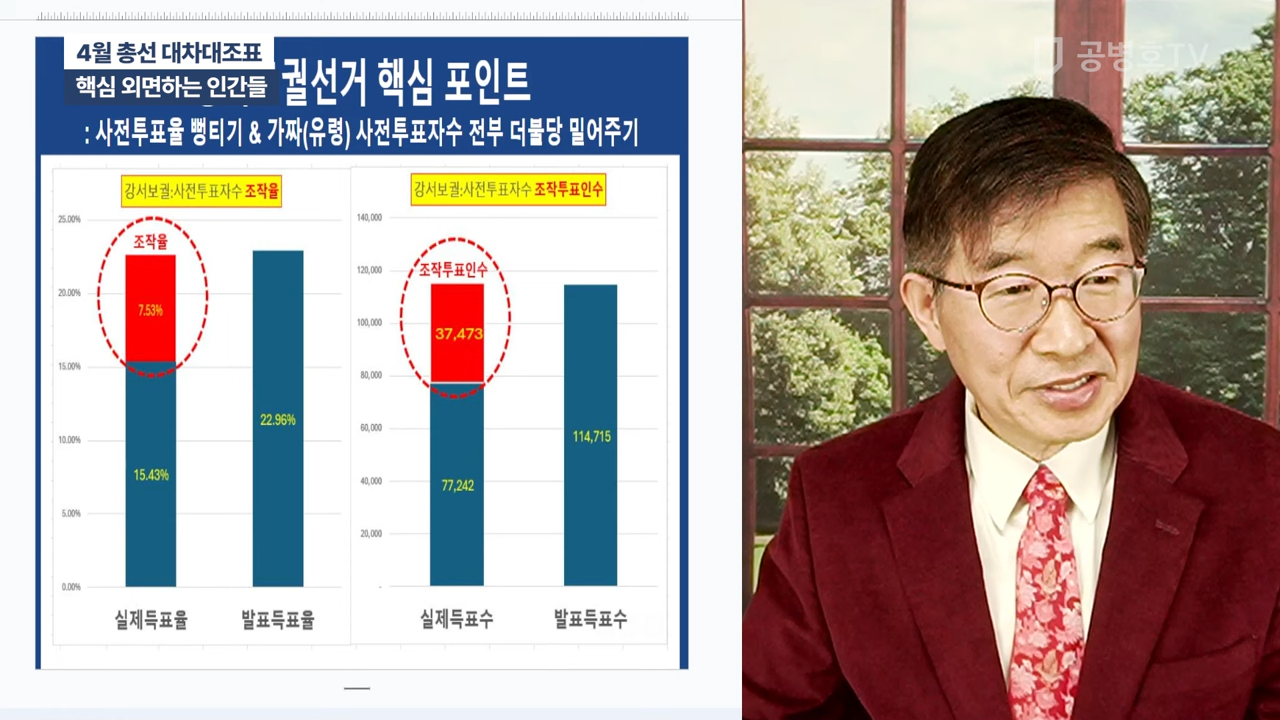 4월 총선 대차대조표
핵심 외면하는 인간들
궐선거 핵심 포인트
: 사전투표율 뻥티기 & 가짜(유령) 사전투표자수 전부 더불당 밀어주기
강서보궐:사전투표자수 조작율
25.00%
20.00%
15.00%
10.00%
5.00%
0.00%
조작율
7.53%
15.43%
22.96%
실제득표율
발표득표율
강서보궐:사전투표자수 조작투표인수
140,000
120,000
100,000
80,000
60,000
40,000
20,000
-
조작투표인수
37,473
77,242
114,715
실제득표수
발표득표수
공병호TV